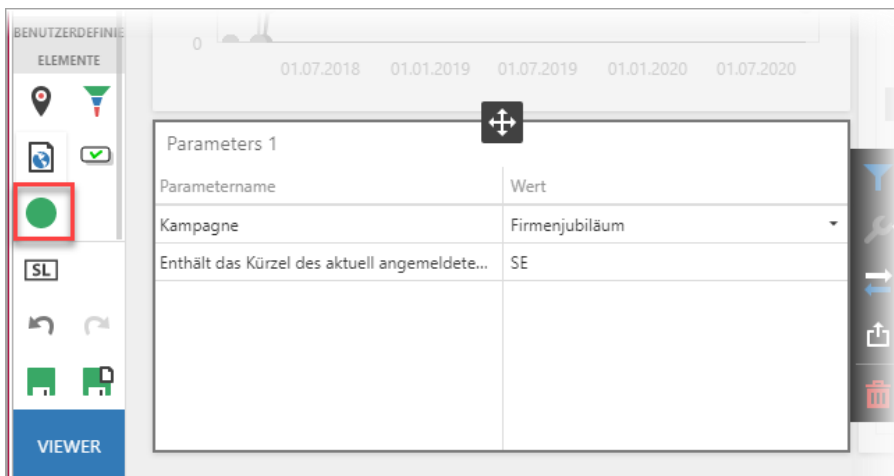 BENUTZERDEFINIE
ELEMENTE
0
01.07.2018 01.01.2019 01.07.2019 01.01.2020 01.07.2020
Parameters 1
Parametername Wert
Kampagne Firmenjubiläum
Enthält das Kürzel des aktuell angemeldete... SE
SL
VIEWER